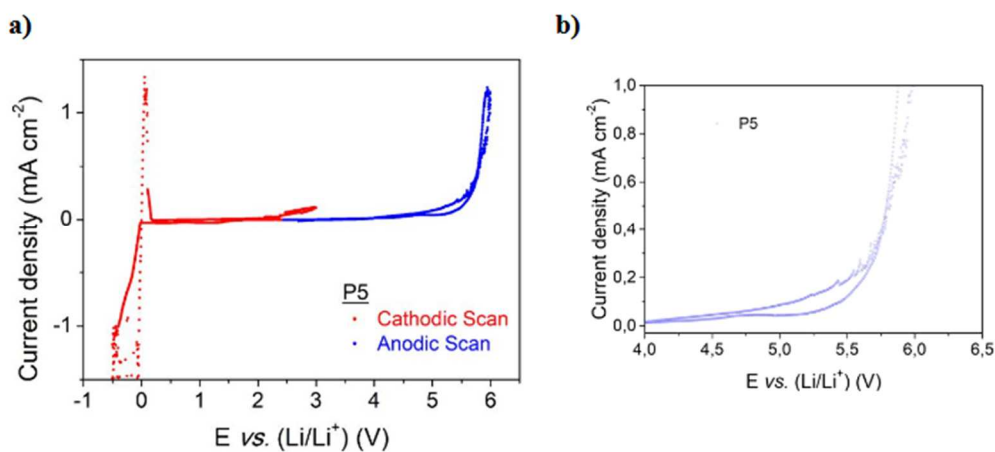 a)
Current density (mA cm⁻²)
1
0
-1
P5
Cathodic Scan
Anodic Scan
-1 0 1 2 3 4 5 6
E vs. (Li/Li⁺) (V)
b)
Current density (mA cm⁻²)
1,0
0,8
0,6
0,4
0,2
0,0
P5
4,0 4,5 5,0 5,5 6,0 6,5
E vs. (Li/Li⁺) (V)